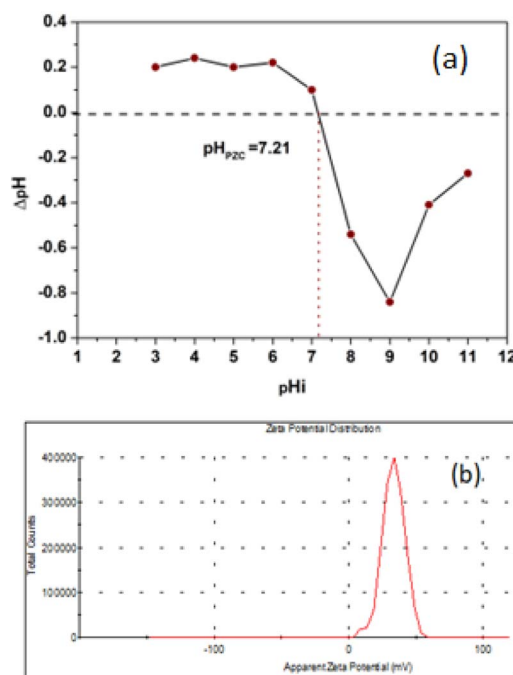 (a)
0.4
0.2
0.0
-0.2
-0.4
-0.6
-0.8
-1.0
ΔpH
pHPZC =7.21
1 2 3 4 5 6 7 8 9 10 11 12
pHi
Zeta Potential Distribution
(b)
400000
300000
200000
100000
0
Total Counts
-100 0 100
Apparent Zeta Potential (mV)